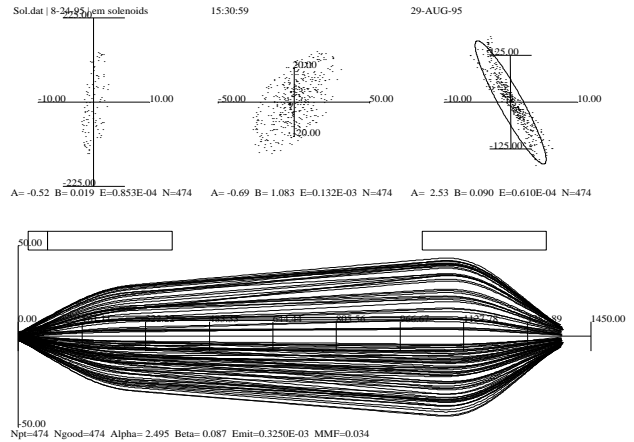 Sol.dat | 8-24-95 | em solenoids 15:30:59 29-AUG-95
225.00
20.00 125.00
-10.00 10.00 -50.00 50.00 -10.00 10.00
-20.00
-125.00
-225.00
A= -0.52 B= 0.019 E=0.853E-04 N=474 A= -0.69 B= 1.083 E=0.132E-03 N=474 A= 2.53 B= 0.090 E=0.610E-04 N=474
50.00
0.00 966.67 1127.78 1450.00
-50.00
Npt=474 Ngood=474 Alpha= 2.495 Beta= 0.087 Emit=0.3250E-03 MMF=0.034